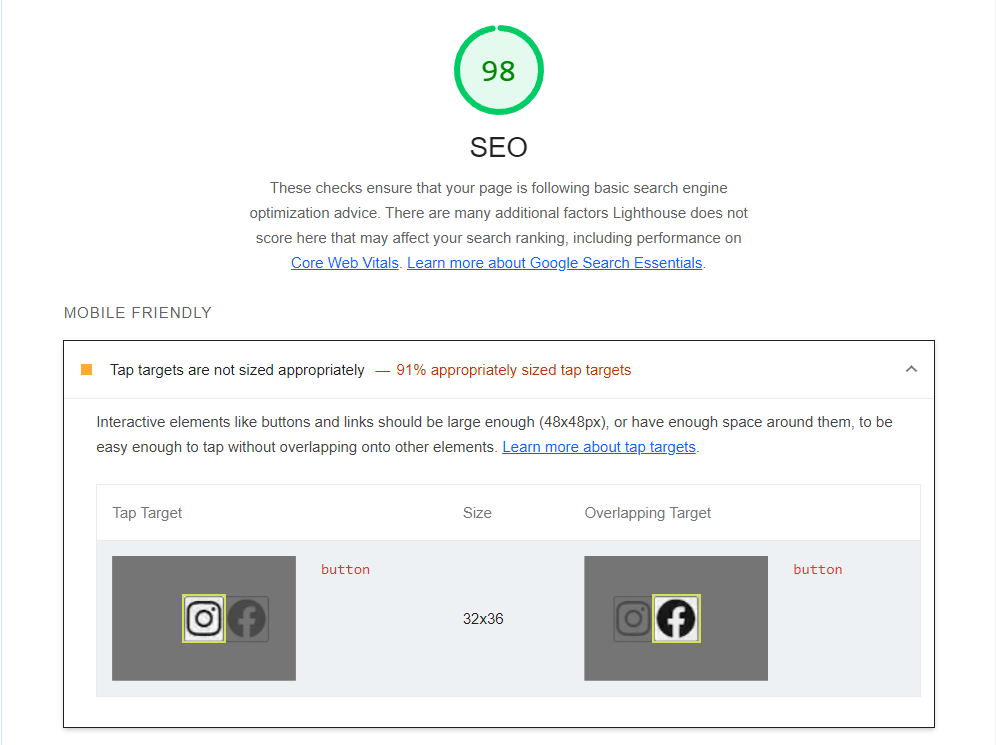 98
SEO
These checks ensure that your page is following basic search engine
optimization advice. There are many additional factors Lighthouse does not
score here that may affect your search ranking, including performance on
Core Web Vitals. Learn more about Google Search Essentials.
MOBILE FRIENDLY
Tap targets are not sized appropriately — 91% appropriately sized tap targets
Interactive elements like buttons and links should be large enough (48x48px), or have enough space around them, to be
easy enough to tap without overlapping onto other elements. Learn more about tap targets.
Tap Target Size Overlapping Target
button 32x36 button